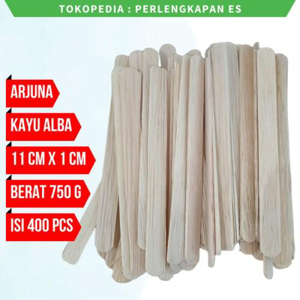 TOKOPEDIA : PERLENGKAPAN ES
ARJUNA
KAYU ALBA
11 CM X 1 CM
BERAT 750 G
ISI 400 PCS